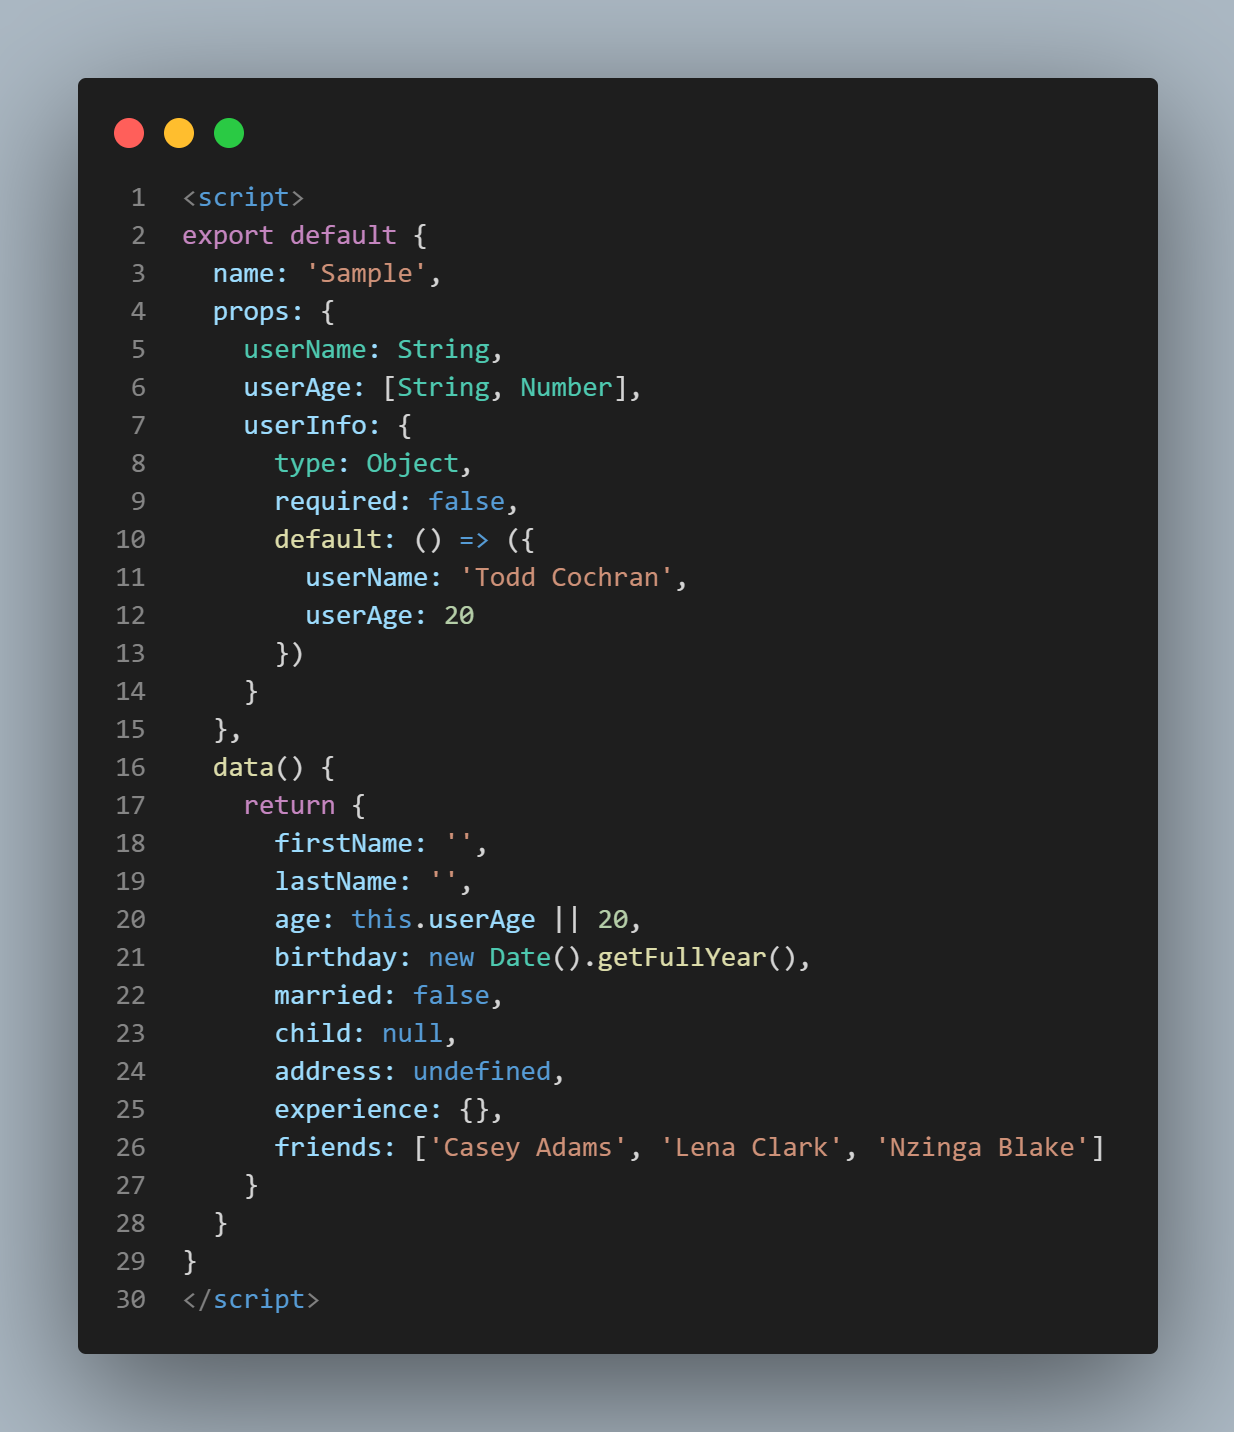 1 <script>
2 export default {
3   name: 'Sample',
4   props: {
5     userName: String,
6     userAge: [String, Number],
7     userInfo: {
8       type: Object,
9       required: false,
10       default: () => ({
11         userName: 'Todd Cochran',
12         userAge: 20
13       })
14     }
15   },
16   data() {
17     return {
18       firstName: '',
19       lastName: '',
20       age: this.userAge || 20,
21       birthday: new Date().getFullYear(),
22       married: false,
23       child: null,
24       address: undefined,
25       experience: {},
26       friends: ['Casey Adams', 'Lena Clark', 'Nzinga Blake']
27     }
28   }
29 }
30 </script>